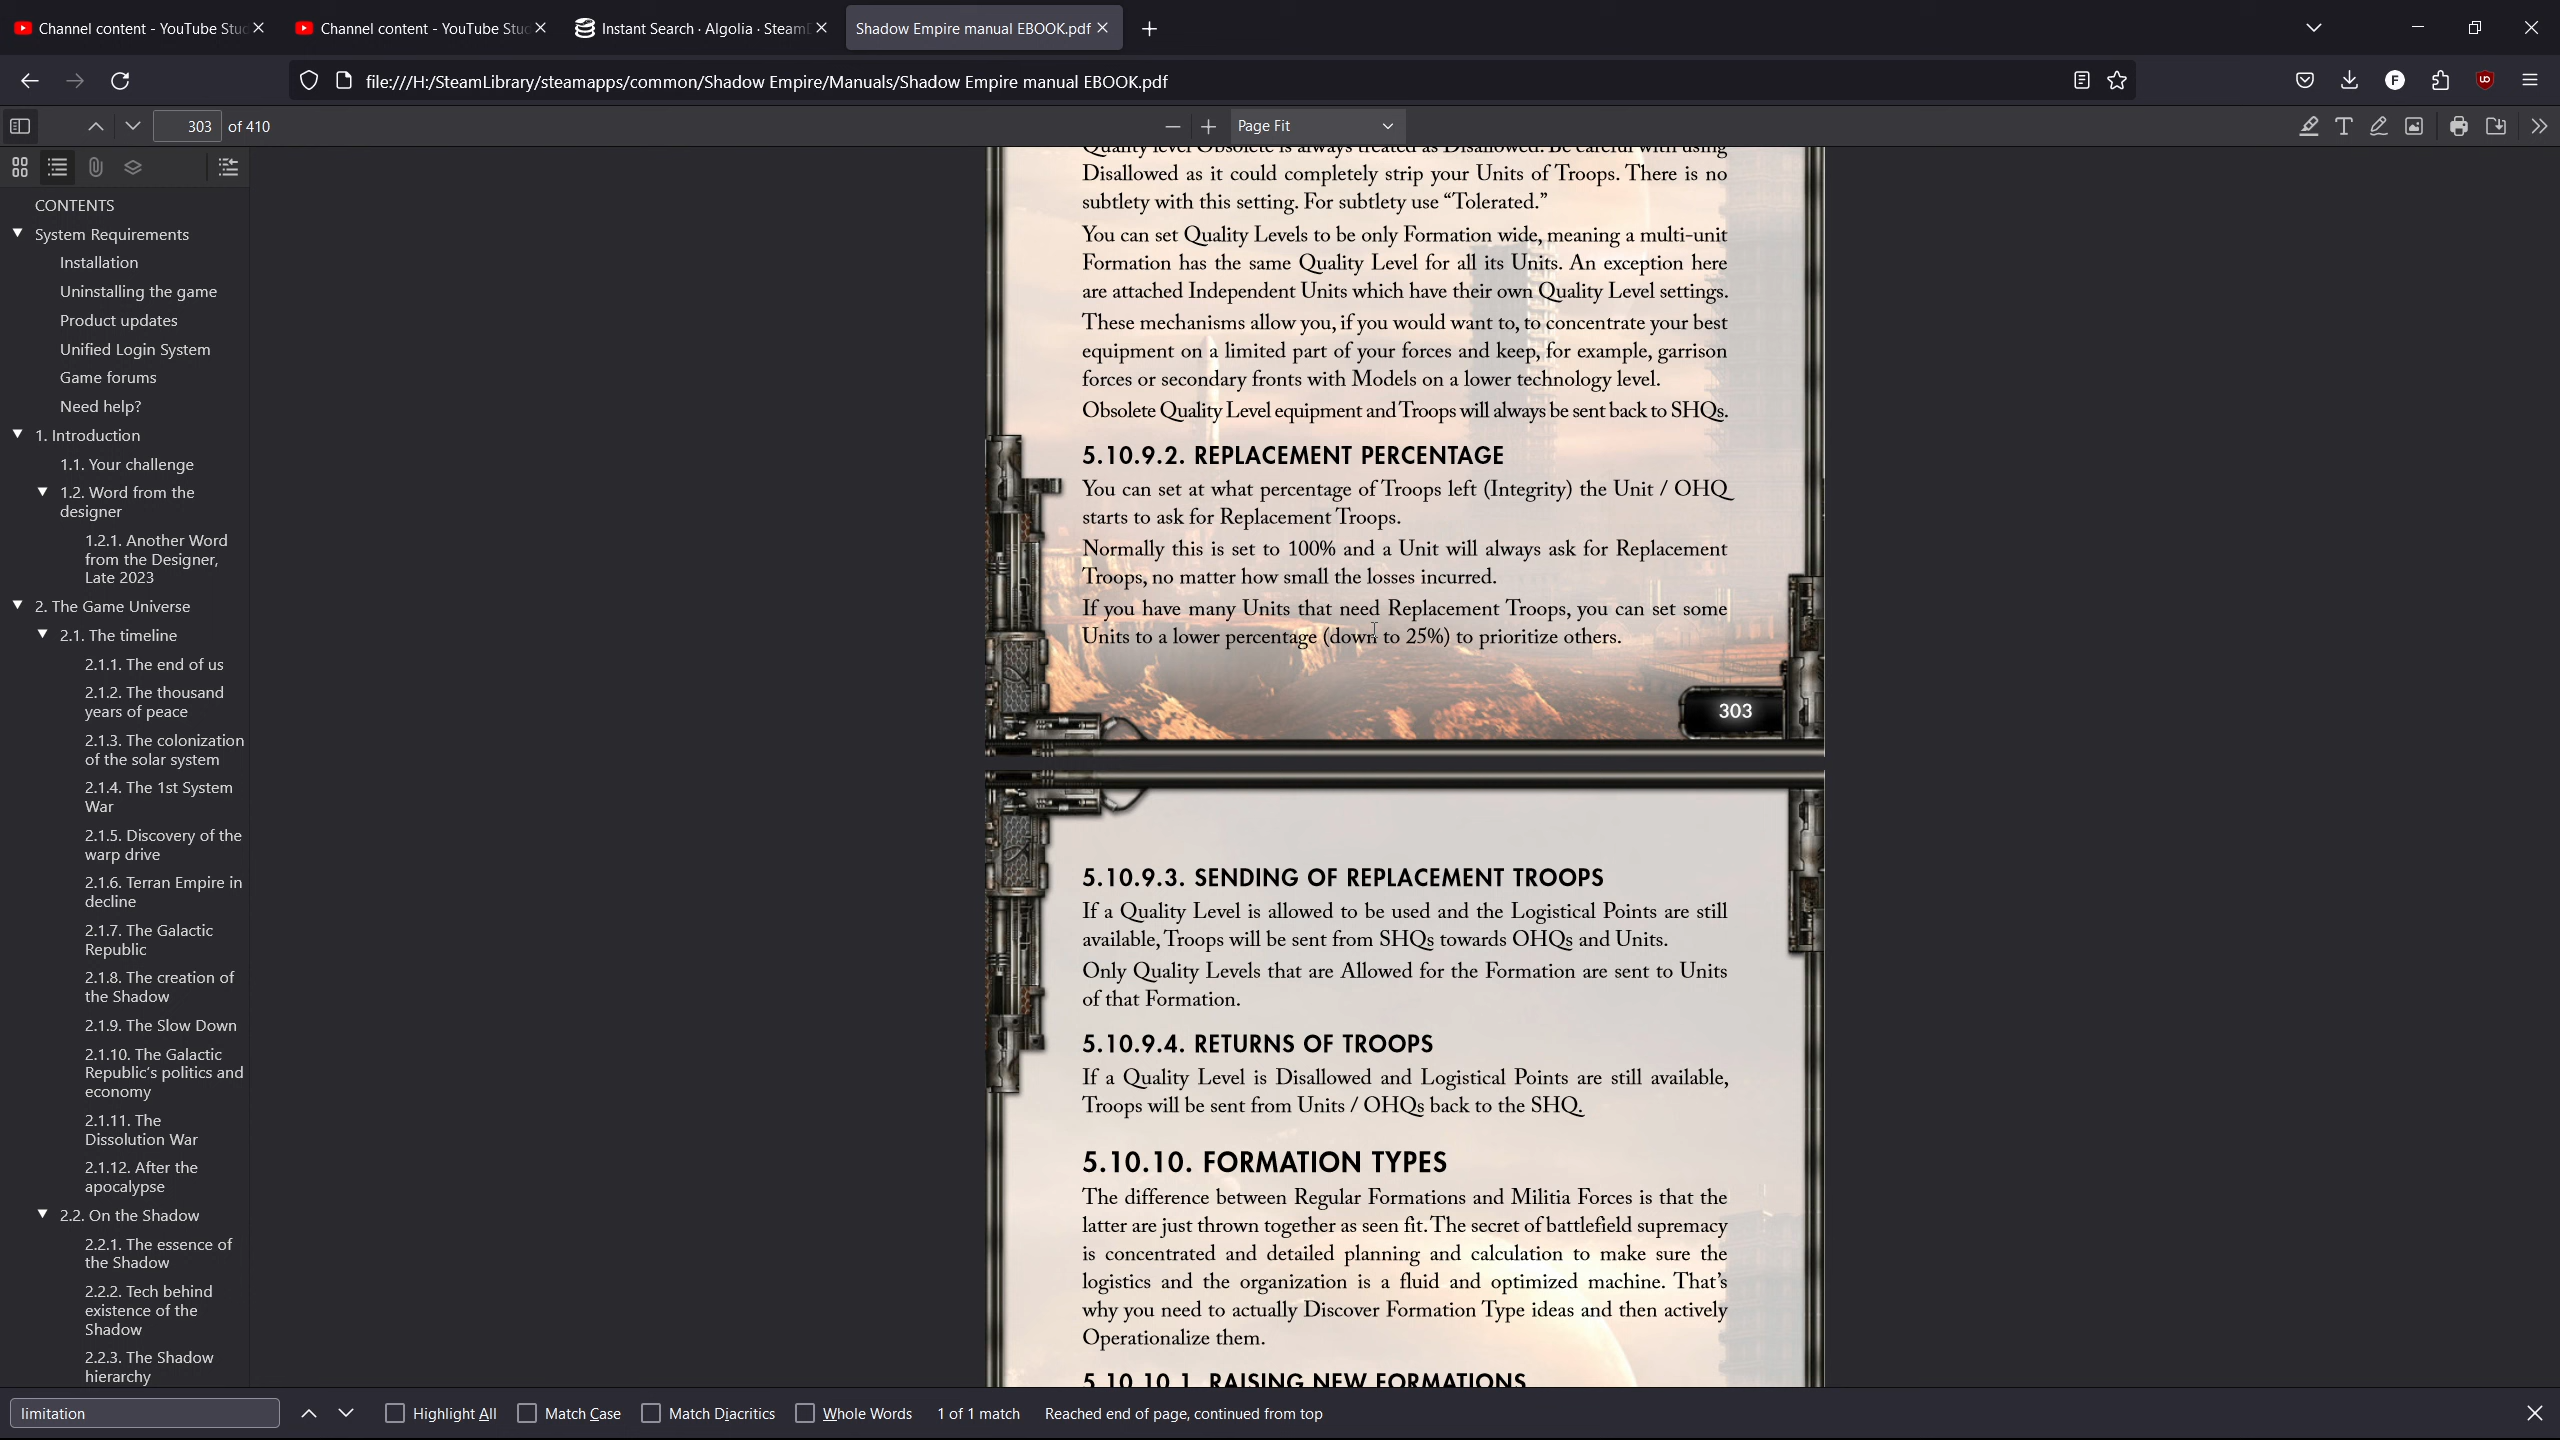 Channel content - YouTube Stu
Channel content - YouTube Stu
Instant Search · Algolia · Steam
Shadow Empire manual EBOOK.pdf
file:///H:/SteamLibrary/steamapps/common/Shadow Empire/Manuals/Shadow Empire manual EBOOK.pdf
F
303 of 410
Page Fit
CONTENTS
System Requirements
Installation
Uninstalling the game
Product updates
Unified Login System
Game forums
Need help?
1. Introduction
1.1. Your challenge
1.2. Word from the
designer
1.2.1. Another Word
from the Designer,
Late 2023
2. The Game Universe
2.1. The timeline
2.1.1. The end of us
2.1.2. The thousand
years of peace
2.1.3. The colonization
of the solar system
2.1.4. The 1st System
War
2.1.5. Discovery of the
warp drive
2.1.6. Terran Empire in
decline
2.1.7. The Galactic
Republic
2.1.8. The creation of
the Shadow
2.1.9. The Slow Down
2.1.10. The Galactic
Republic's politics and
economy
2.1.11. The
Dissolution War
2.1.12. After the
apocalypse
2.2. On the Shadow
2.2.1. The essence of
the Shadow
2.2.2. Tech behind
existence of the
Shadow
2.2.3. The Shadow
hierarchy
Quality level Obsolete is always treated as Disallowed. Be careful with using
Disallowed as it could completely strip your Units of Troops. There is no
subtlety with this setting. For subtlety use “Tolerated.”
You can set Quality Levels to be only Formation wide, meaning a multi-unit
Formation has the same Quality Level for all its Units. An exception here
are attached Independent Units which have their own Quality Level settings.
These mechanisms allow you, if you would want to, to concentrate your best
equipment on a limited part of your forces and keep, for example, garrison
forces or secondary fronts with Models on a lower technology level.
Obsolete Quality Level equipment and Troops will always be sent back to SHQs.
5.10.9.2. REPLACEMENT PERCENTAGE
You can set at what percentage of Troops left (Integrity) the Unit / OHQ
starts to ask for Replacement Troops.
Normally this is set to 100% and a Unit will always ask for Replacement
Troops, no matter how small the losses incurred.
If you have many Units that need Replacement Troops, you can set some
Units to a lower percentage (down to 25%) to prioritize others.
303
5.10.9.3. SENDING OF REPLACEMENT TROOPS
If a Quality Level is allowed to be used and the Logistical Points are still
available, Troops will be sent from SHQs towards OHQs and Units.
Only Quality Levels that are Allowed for the Formation are sent to Units
of that Formation.
5.10.9.4. RETURNS OF TROOPS
If a Quality Level is Disallowed and Logistical Points are still available,
Troops will be sent from Units / OHQs back to the SHQ.
5.10.10. FORMATION TYPES
The difference between Regular Formations and Militia Forces is that the
latter are just thrown together as seen fit. The secret of battlefield supremacy
is concentrated and detailed planning and calculation to make sure the
logistics and the organization is a fluid and optimized machine. That's
why you need to actually Discover Formation Type ideas and then actively
Operationalize them.
5.10.10.1. RAISING NEW FORMATIONS
limitation
Highlight All
Match Case
Match Diacritics
Whole Words
1 of 1 match
Reached end of page, continued from top